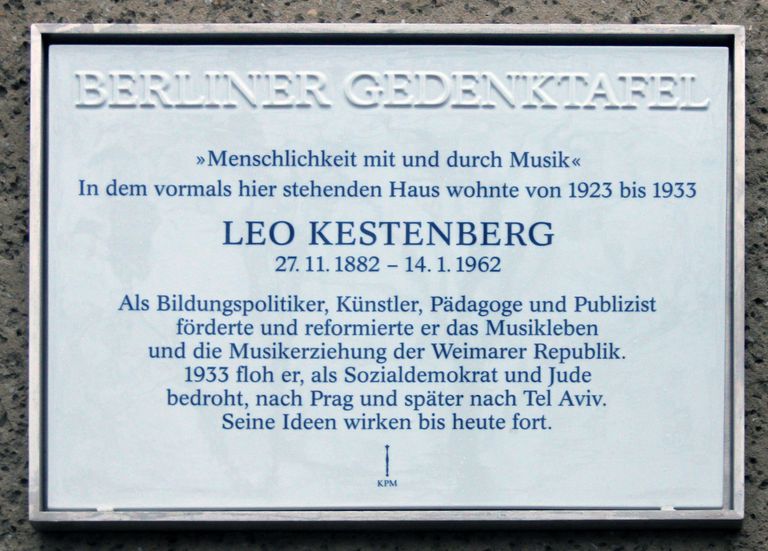 BERLINER GEDENKTAFEL
»Menschlichkeit mit und durch Musik«
In dem vormals hier stehenden Haus wohnte von 1923 bis 1933
LEO KESTENBERG
27. 11. 1882 – 14. 1. 1962
Als Bildungspolitiker, Künstler, Pädagoge und Publizist
förderte und reformierte er das Musikleben
und die Musikerziehung der Weimarer Republik.
1933 floh er, als Sozialdemokrat und Jude
bedroht, nach Prag und später nach Tel Aviv.
Seine Ideen wirken bis heute fort.
KPM